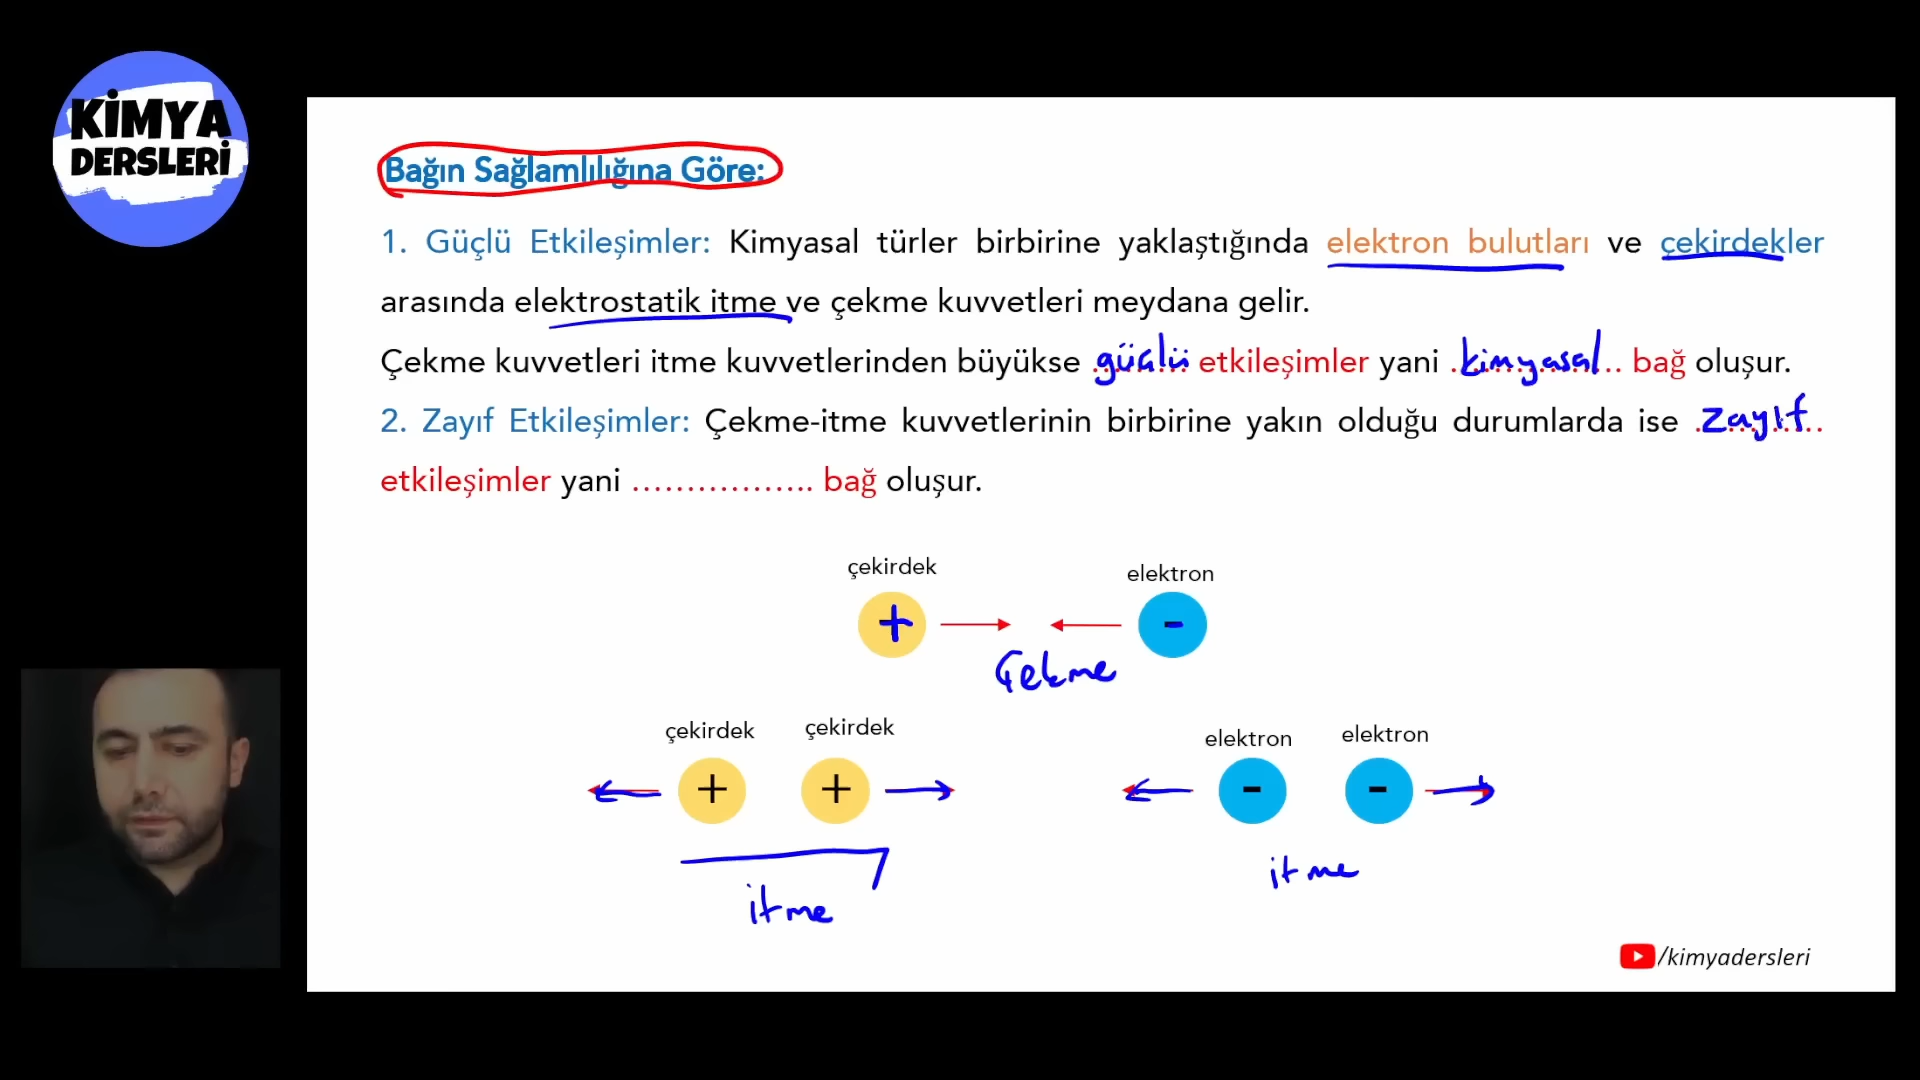 KİMYA
DERSLERİ
Bağın Sağlamlılığına Göre:
1. Güçlü Etkileşimler: Kimyasal türler birbirine yaklaştığında elektron bulutları ve çekirdekler
arasında elektrostatik itme ve çekme kuvvetleri meydana gelir.
Çekme kuvvetleri itme kuvvetlerinden büyükse güçlü etkileşimler yani kimyasal bağ oluşur.
2. Zayıf Etkileşimler: Çekme-itme kuvvetlerinin birbirine yakın olduğu durumlarda ise zayıf
etkileşimler yani …………….. bağ oluşur.
çekirdek elektron
+ -
Çekme
çekirdek çekirdek elektron elektron
+ + - -
itme itme
/kimyadersleri